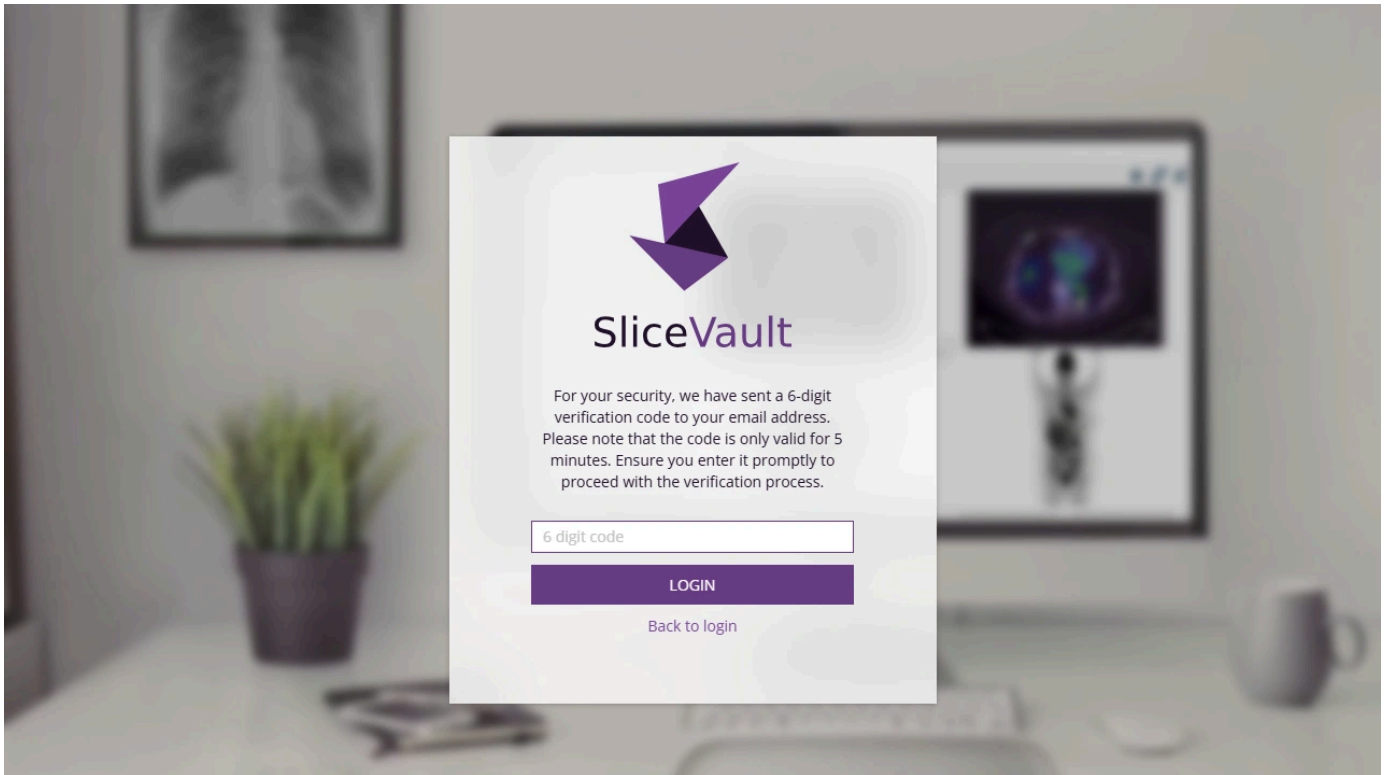 SliceVault
For your security, we have sent a 6-digit
verification code to your email address.
Please note that the code is only valid for 5
minutes. Ensure you enter it promptly to
proceed with the verification process.
6 digit code
LOGIN
Back to login